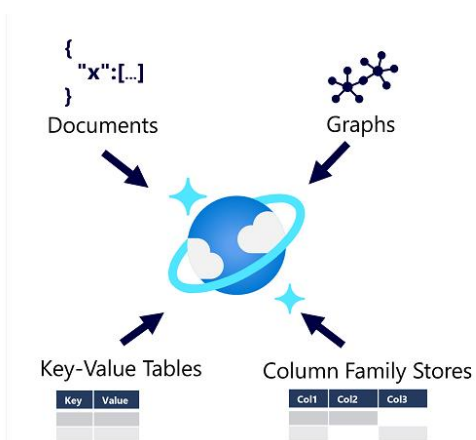 {
"x":[...]
}
Documents
Graphs
Key-Value Tables
Key Value
Column Family Stores
Col1 Col2 Col3